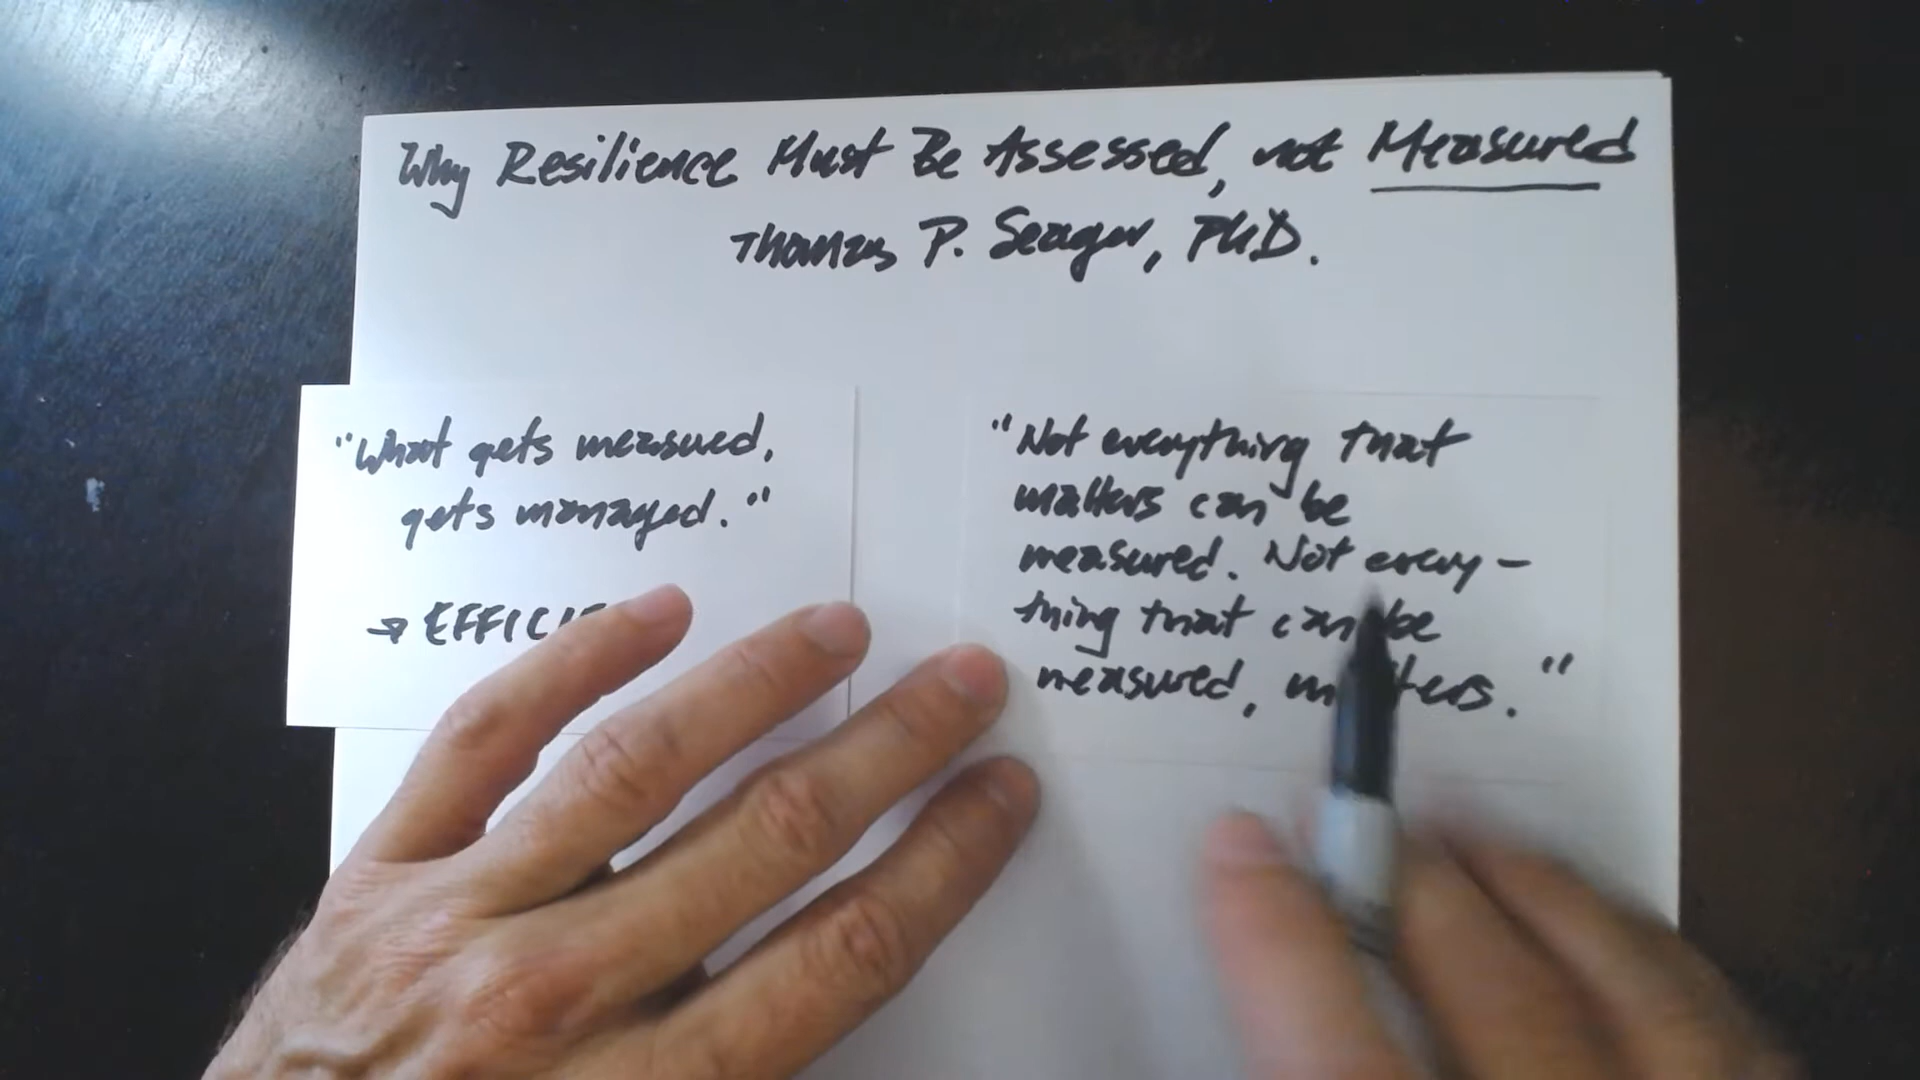 Why Resilience Must Be Assessed, not Measured
Thomas P. Seager, PhD.
"What gets measured,
gets managed."
→ EFFICIE
"Not everything that
matters can be
measured. Not every-
thing that can be
measured, matters."